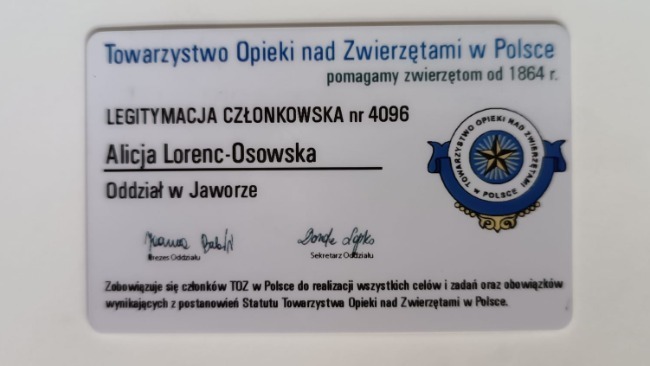 Towarzystwo Opieki nad Zwierzętami w Polsce
pomagamy zwierzętom od 1864 r.
LEGITYMACJA CZŁONKOWSKA nr 4096
Alicja Lorenc-Osowska
Oddział w Jaworze
TOWARZYSTWO OPIEKI NAD ZWIERZĘTAMI
W POLSCE
Prezes Oddziału
Sekretarz Oddziału
Zobowiązuje się członków TOZ w Polsce do realizacji wszystkich celów i zadań oraz obowiązków
wynikających z postanowień Statutu Towarzystwa Opieki nad Zwierzętami w Polsce.